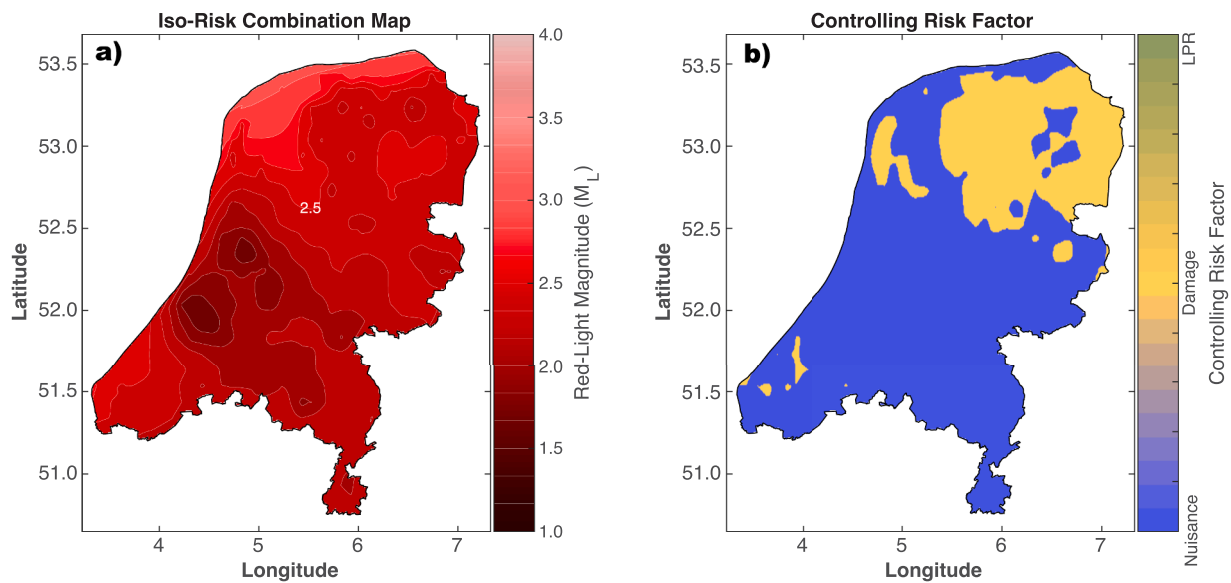 Iso-Risk Combination Map
a)
53.5
53.0
52.5
52.0
51.5
51.0
Latitude
2.5
4
5
6
7
Longitude
4.0
3.5
3.0
2.5
2.0
1.5
1.0
Red-Light Magnitude (M_L)
Controlling Risk Factor
b)
53.5
53.0
52.5
52.0
51.5
51.0
Latitude
4
5
6
7
Longitude
LPR
Damage
Nuisance
Controlling Risk Factor